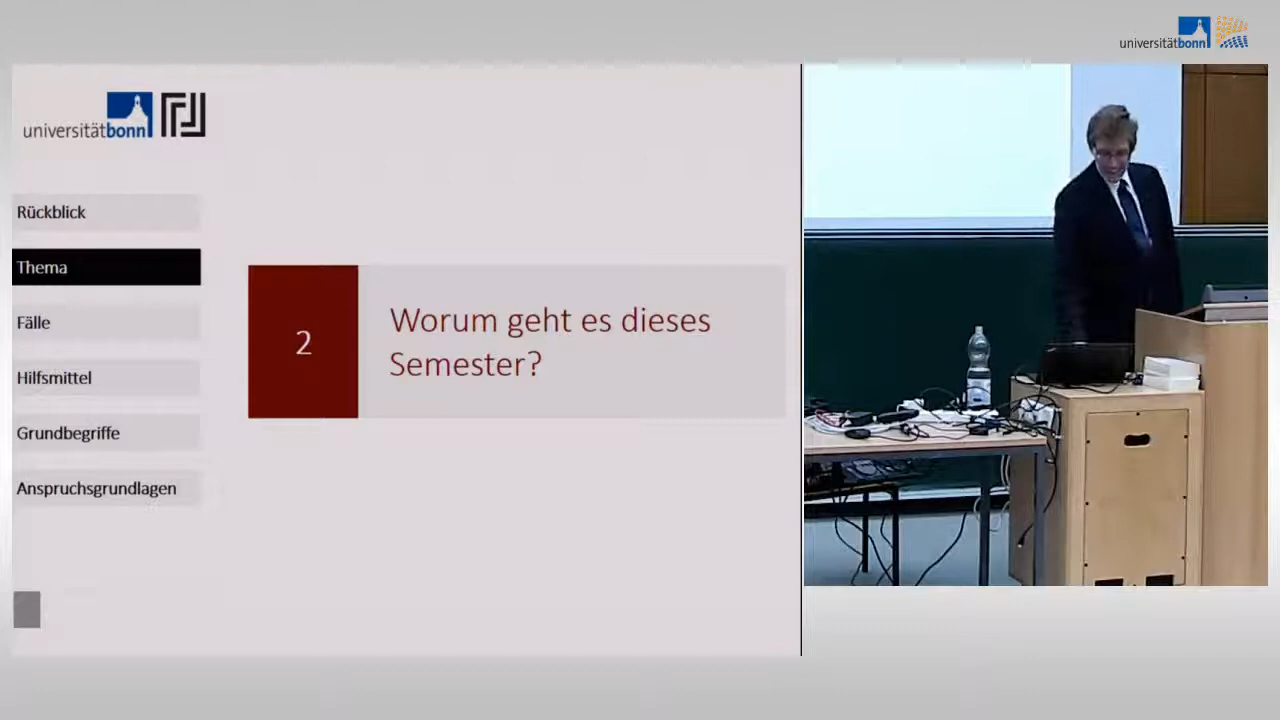 universitätbonn
universitätbonn
Rückblick
Thema
Fälle
Hilfsmittel
Grundbegriffe
Anspruchsgrundlagen
2
Worum geht es dieses
Semester?